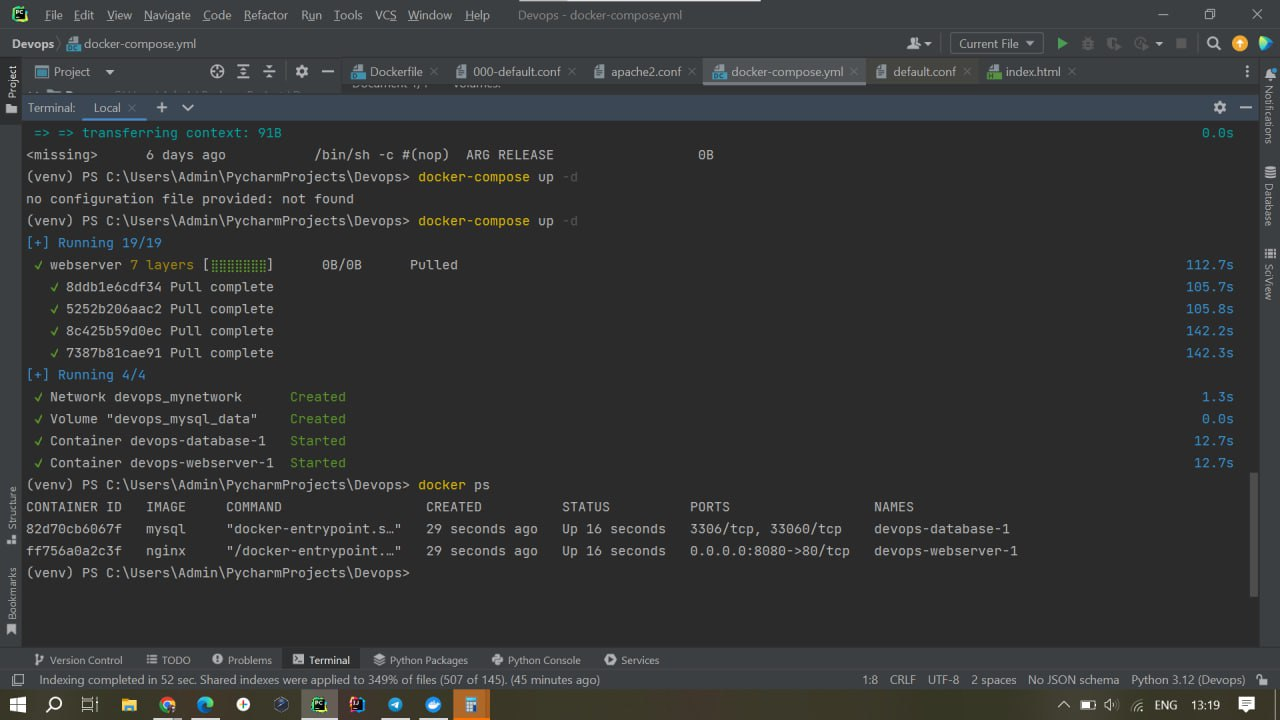 File Edit View Navigate Code Refactor Run Tools VCS Window Help Devops - docker-compose.yml
Devops docker-compose.yml Current File
Project Dockerfile 000-default.conf apache2.conf docker-compose.yml default.conf index.html
Terminal: Local
=> => transferring context: 91B 0.0s
<missing> 6 days ago /bin/sh -c #(nop) ARG RELEASE 0B
(venv) PS C:\Users\Admin\PycharmProjects\Devops> docker-compose up -d
no configuration file provided: not found
(venv) PS C:\Users\Admin\PycharmProjects\Devops> docker-compose up -d
[+] Running 19/19
✓ webserver 7 layers [⣿⣿⣿⣿⣿⣿⣿] 0B/0B Pulled 112.7s
✓ 8ddb1e6cdf34 Pull complete 105.7s
✓ 5252b206aac2 Pull complete 105.8s
✓ 8c425b59d0ec Pull complete 142.2s
✓ 7387b81cae91 Pull complete 142.3s
[+] Running 4/4
✓ Network devops_mynetwork Created 1.3s
✓ Volume "devops_mysql_data" Created 0.0s
✓ Container devops-database-1 Started 12.7s
✓ Container devops-webserver-1 Started 12.7s
(venv) PS C:\Users\Admin\PycharmProjects\Devops> docker ps
CONTAINER ID IMAGE COMMAND CREATED STATUS PORTS NAMES
82d70cb6067f mysql "docker-entrypoint.s…" 29 seconds ago Up 16 seconds 3306/tcp, 33060/tcp devops-database-1
ff756a0a2c3f nginx "/docker-entrypoint.…" 29 seconds ago Up 16 seconds 0.0.0.0:8080->80/tcp devops-webserver-1
(venv) PS C:\Users\Admin\PycharmProjects\Devops>
Project
Structure
Bookmarks
Notifications
Database
SciView
Version Control TODO Problems Terminal Python Packages Python Console Services
Indexing completed in 52 sec. Shared indexes were applied to 349% of files (507 of 145). (45 minutes ago) 1:8 CRLF UTF-8 2 spaces No JSON schema Python 3.12 (Devops)
ENG 13:19